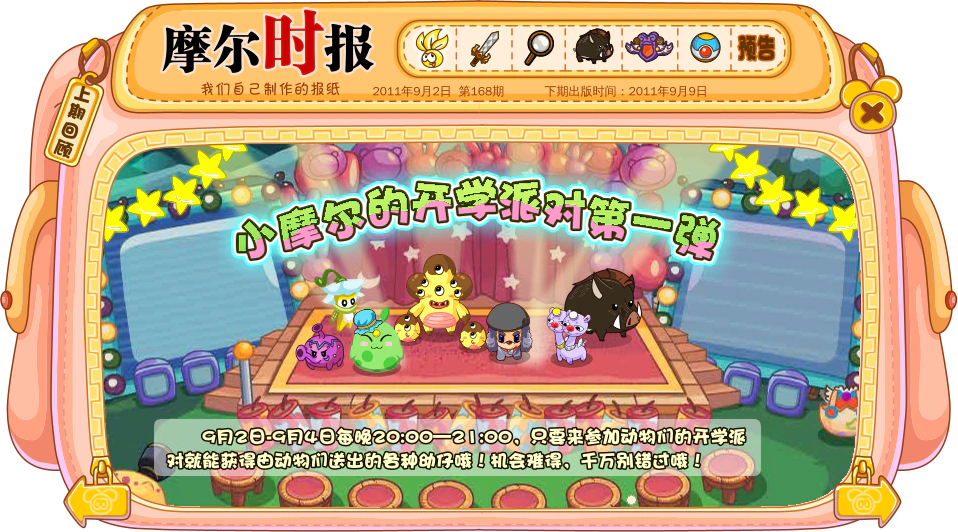 摩尔时报
预告
我们自己制作的报纸
2011年9月2日 第168期 下期出版时间：2011年9月9日
上期回顾
小摩尔的开学派对第一弹
9月2日-9月4日每晚20:00—21:00，只要来参加动物们的开学派
对就能获得由动物们送出的各种幼仔哦！机会难得，千万别错过哦！